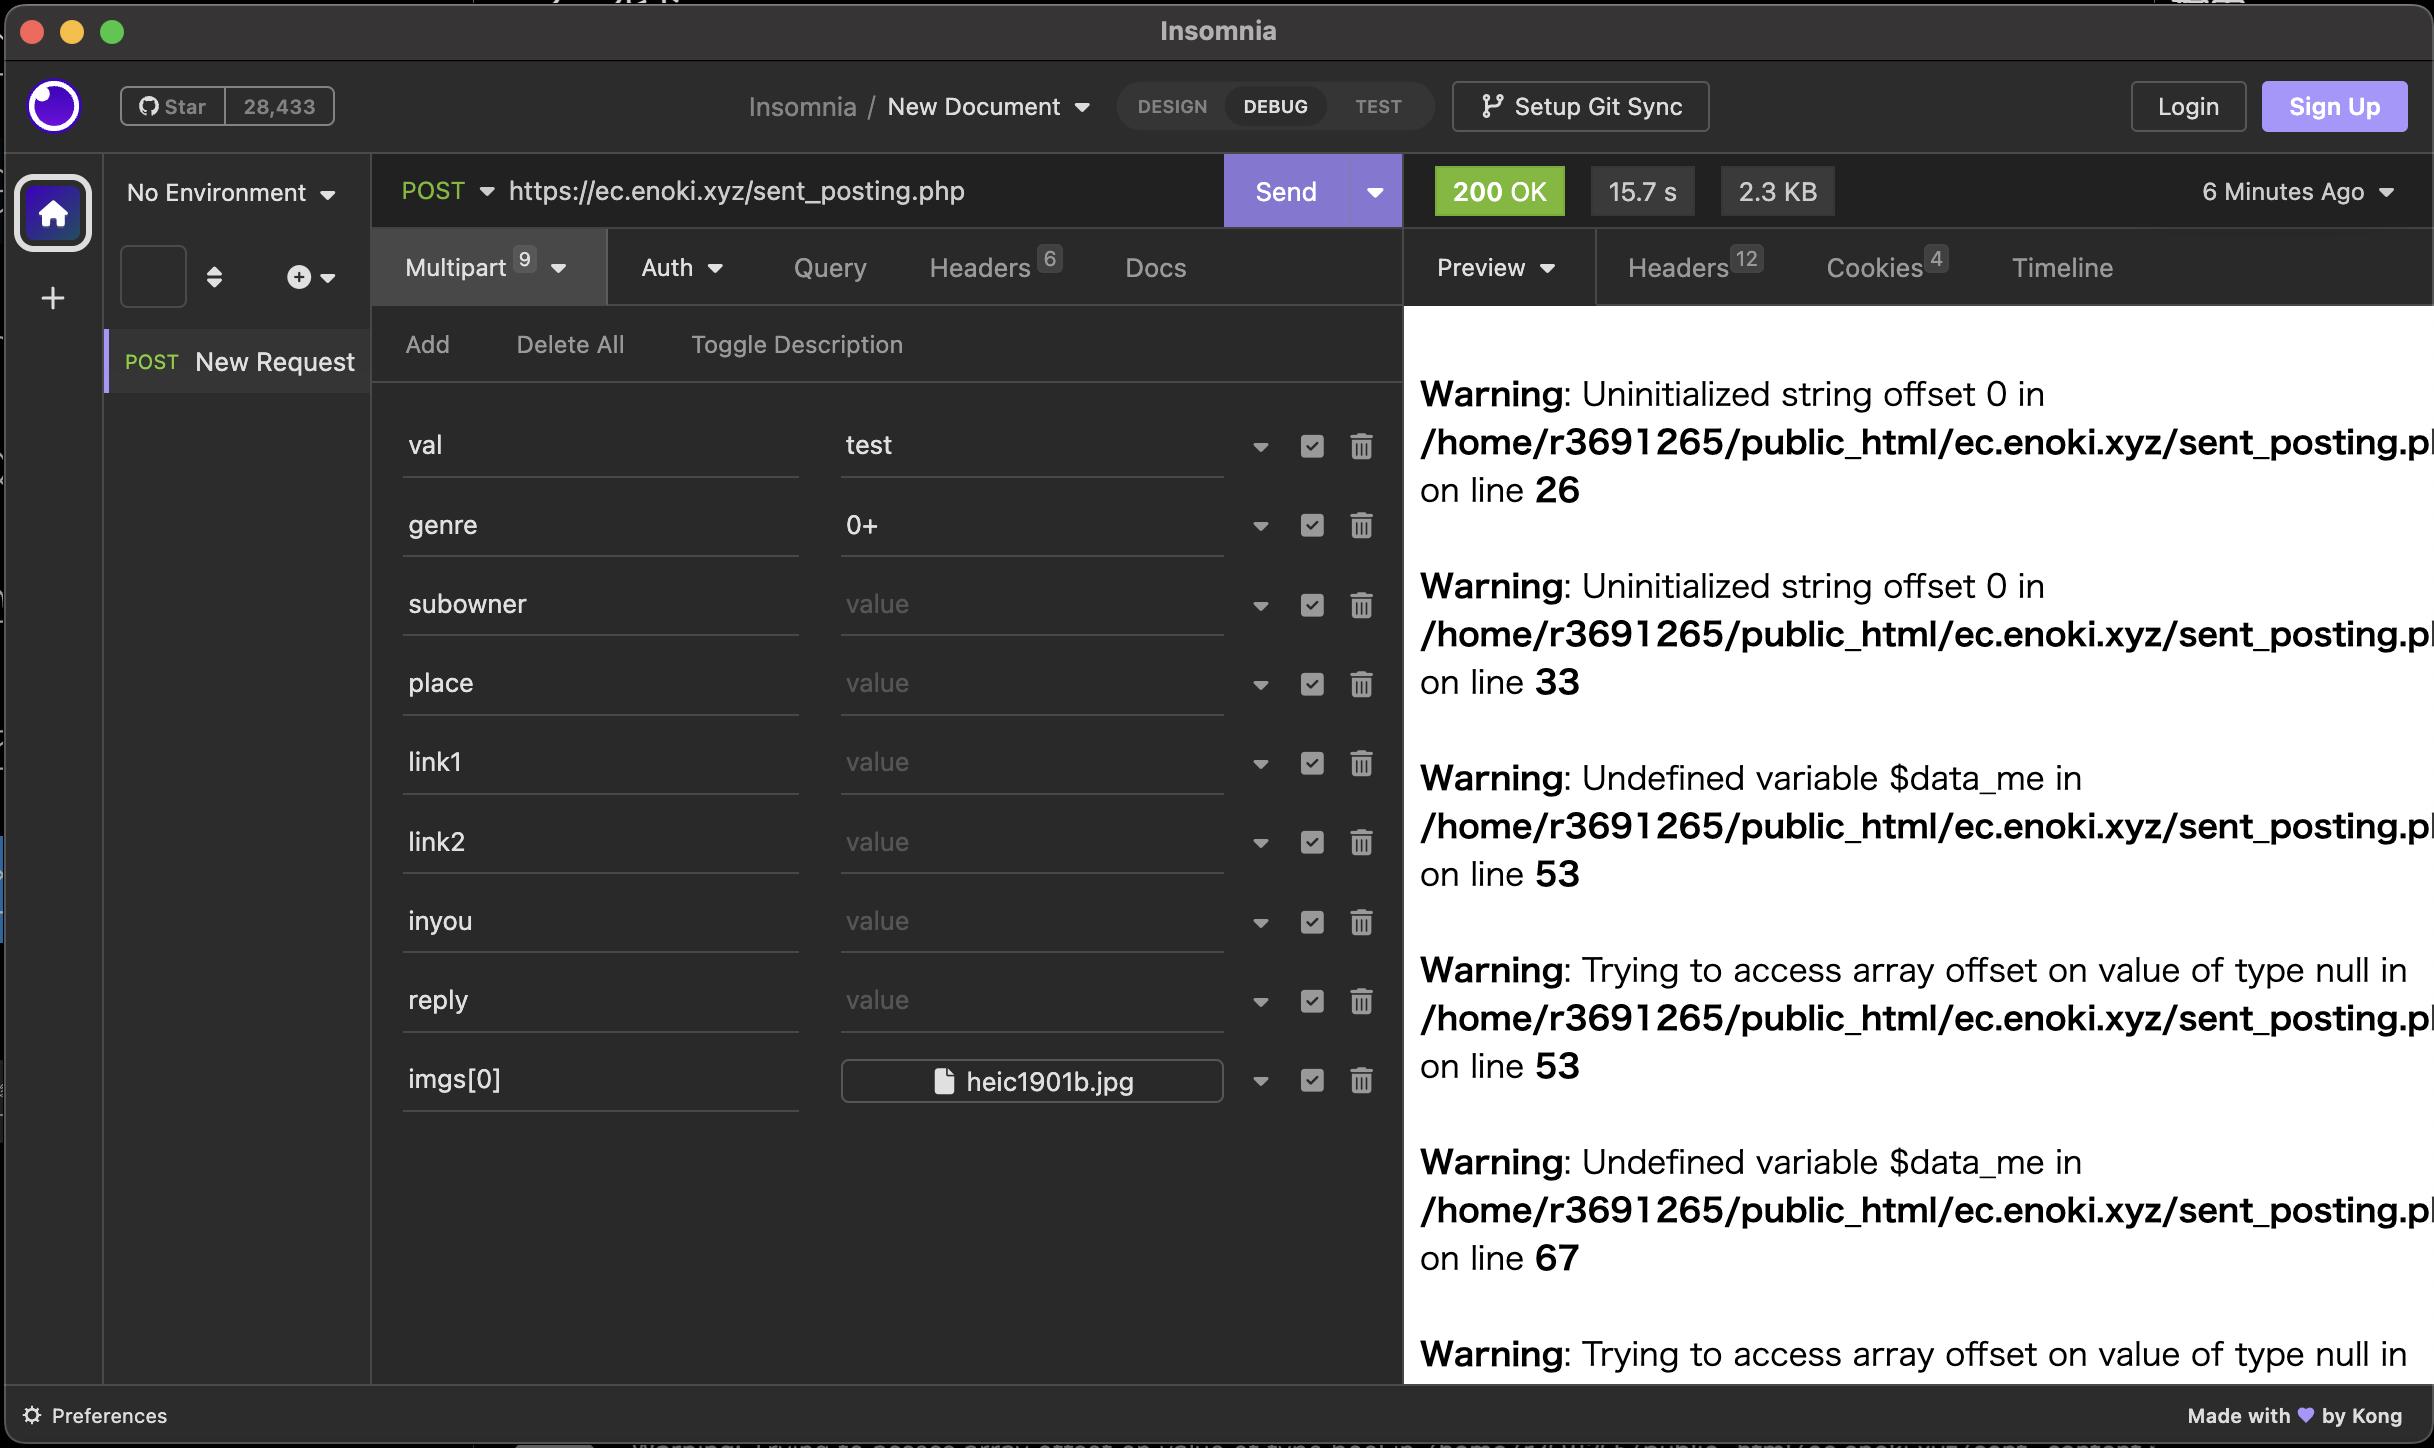 Insomnia
Star 28,433
Insomnia / New Document
DESIGN DEBUG TEST
Setup Git Sync
Login
Sign Up
No Environment
POST New Request
POST https://ec.enoki.xyz/sent_posting.php
Send
Multipart 9
Auth
Query
Headers 6
Docs
Add
Delete All
Toggle Description
val test
genre 0+
subowner value
place value
link1 value
link2 value
inyou value
reply value
imgs[0] heic1901b.jpg
200 OK
15.7 s
2.3 KB
6 Minutes Ago
Preview
Headers 12
Cookies 4
Timeline
Warning: Uninitialized string offset 0 in
/home/r3691265/public_html/ec.enoki.xyz/sent_posting.p
on line 26
Warning: Uninitialized string offset 0 in
/home/r3691265/public_html/ec.enoki.xyz/sent_posting.p
on line 33
Warning: Undefined variable $data_me in
/home/r3691265/public_html/ec.enoki.xyz/sent_posting.p
on line 53
Warning: Trying to access array offset on value of type null in
/home/r3691265/public_html/ec.enoki.xyz/sent_posting.p
on line 53
Warning: Undefined variable $data_me in
/home/r3691265/public_html/ec.enoki.xyz/sent_posting.p
on line 67
Warning: Trying to access array offset on value of type null in
Preferences
Made with 💜 by Kong